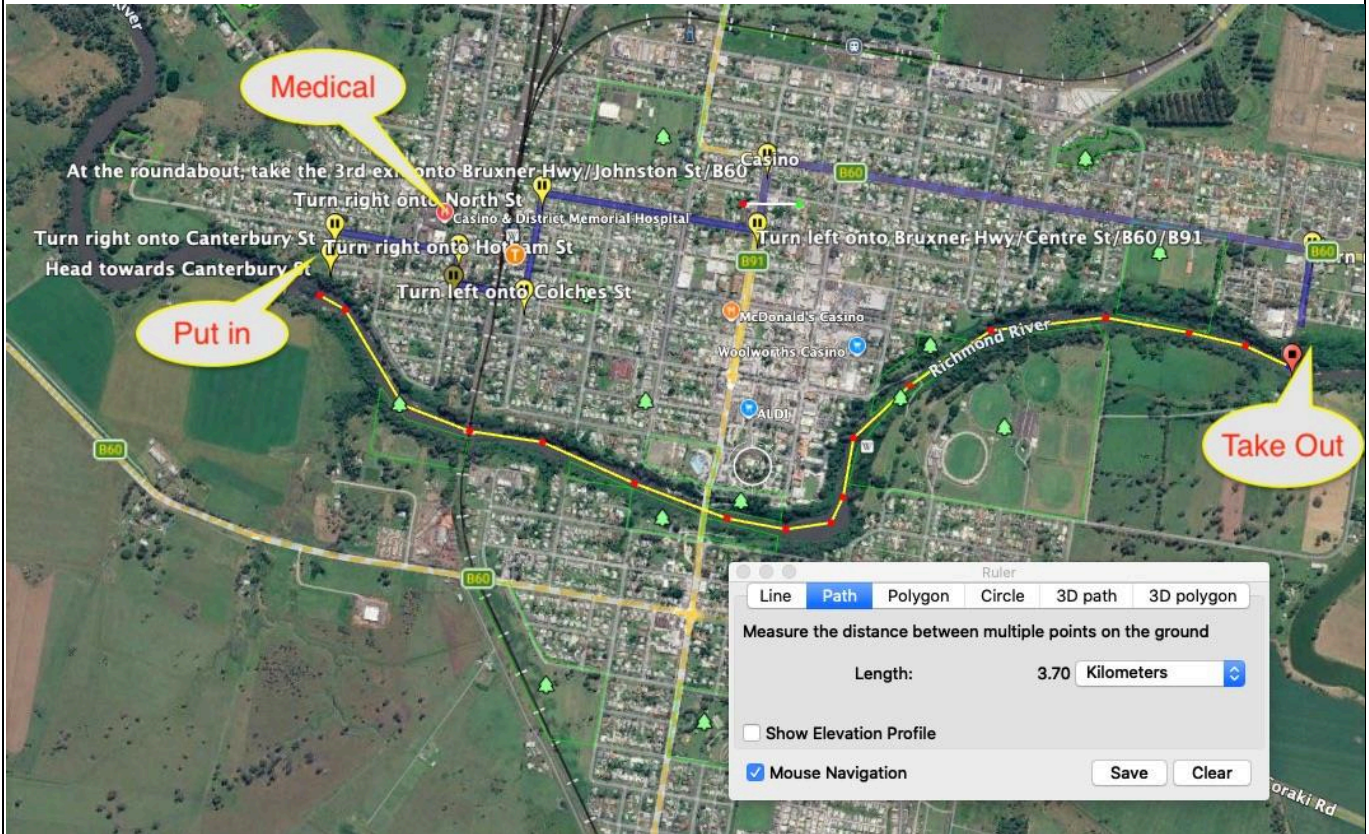 River
Medical
At the roundabout, take the 3rd exit onto Bruxner Hwy/Johnston St/B60
Casino
B60
Turn right onto North St
Casino & District Memorial Hospital
Turn right onto Canterbury St
Turn right onto Hotham St
Turn left onto Bruxner Hwy/Centre St/B60/B91
B60
Head towards Canterbury St
B91
Turn left onto Colches St
McDonald's Casino
Put in
Richmond River
Woolworths Casino
ALDI
Take Out
B60
B60
Ruler
Line Path Polygon Circle 3D path 3D polygon
Measure the distance between multiple points on the ground
Length: 3.70 Kilometers
Show Elevation Profile
Mouse Navigation Save Clear
oraki Rd